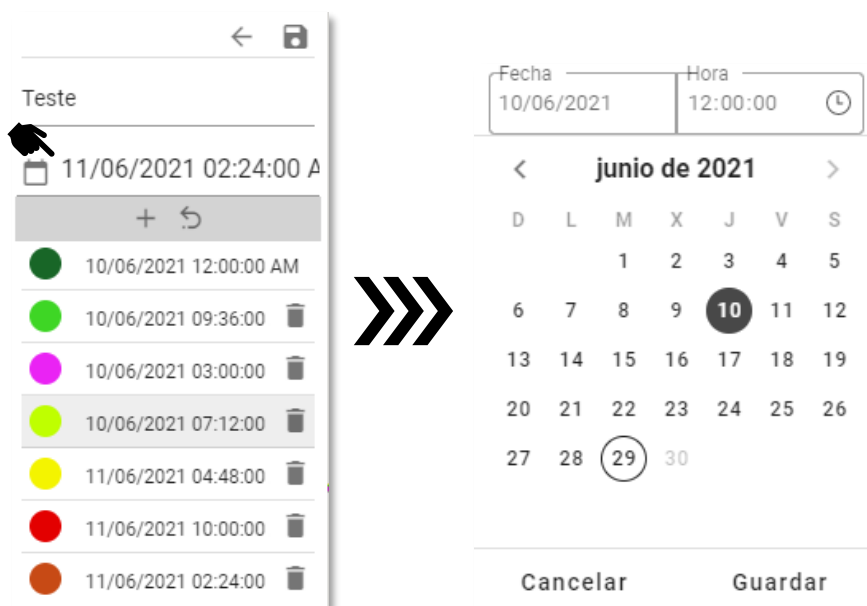 Teste
11/06/2021 02:24:00 A
10/06/2021 12:00:00 AM
10/06/2021 09:36:00
10/06/2021 03:00:00
10/06/2021 07:12:00
11/06/2021 04:48:00
11/06/2021 10:00:00
11/06/2021 02:24:00
Fecha Hora
10/06/2021 12:00:00
junio de 2021
D L M X J V S
1 2 3 4 5
6 7 8 9 10 11 12
13 14 15 16 17 18 19
20 21 22 23 24 25 26
27 28 29 30
Cancelar Guardar